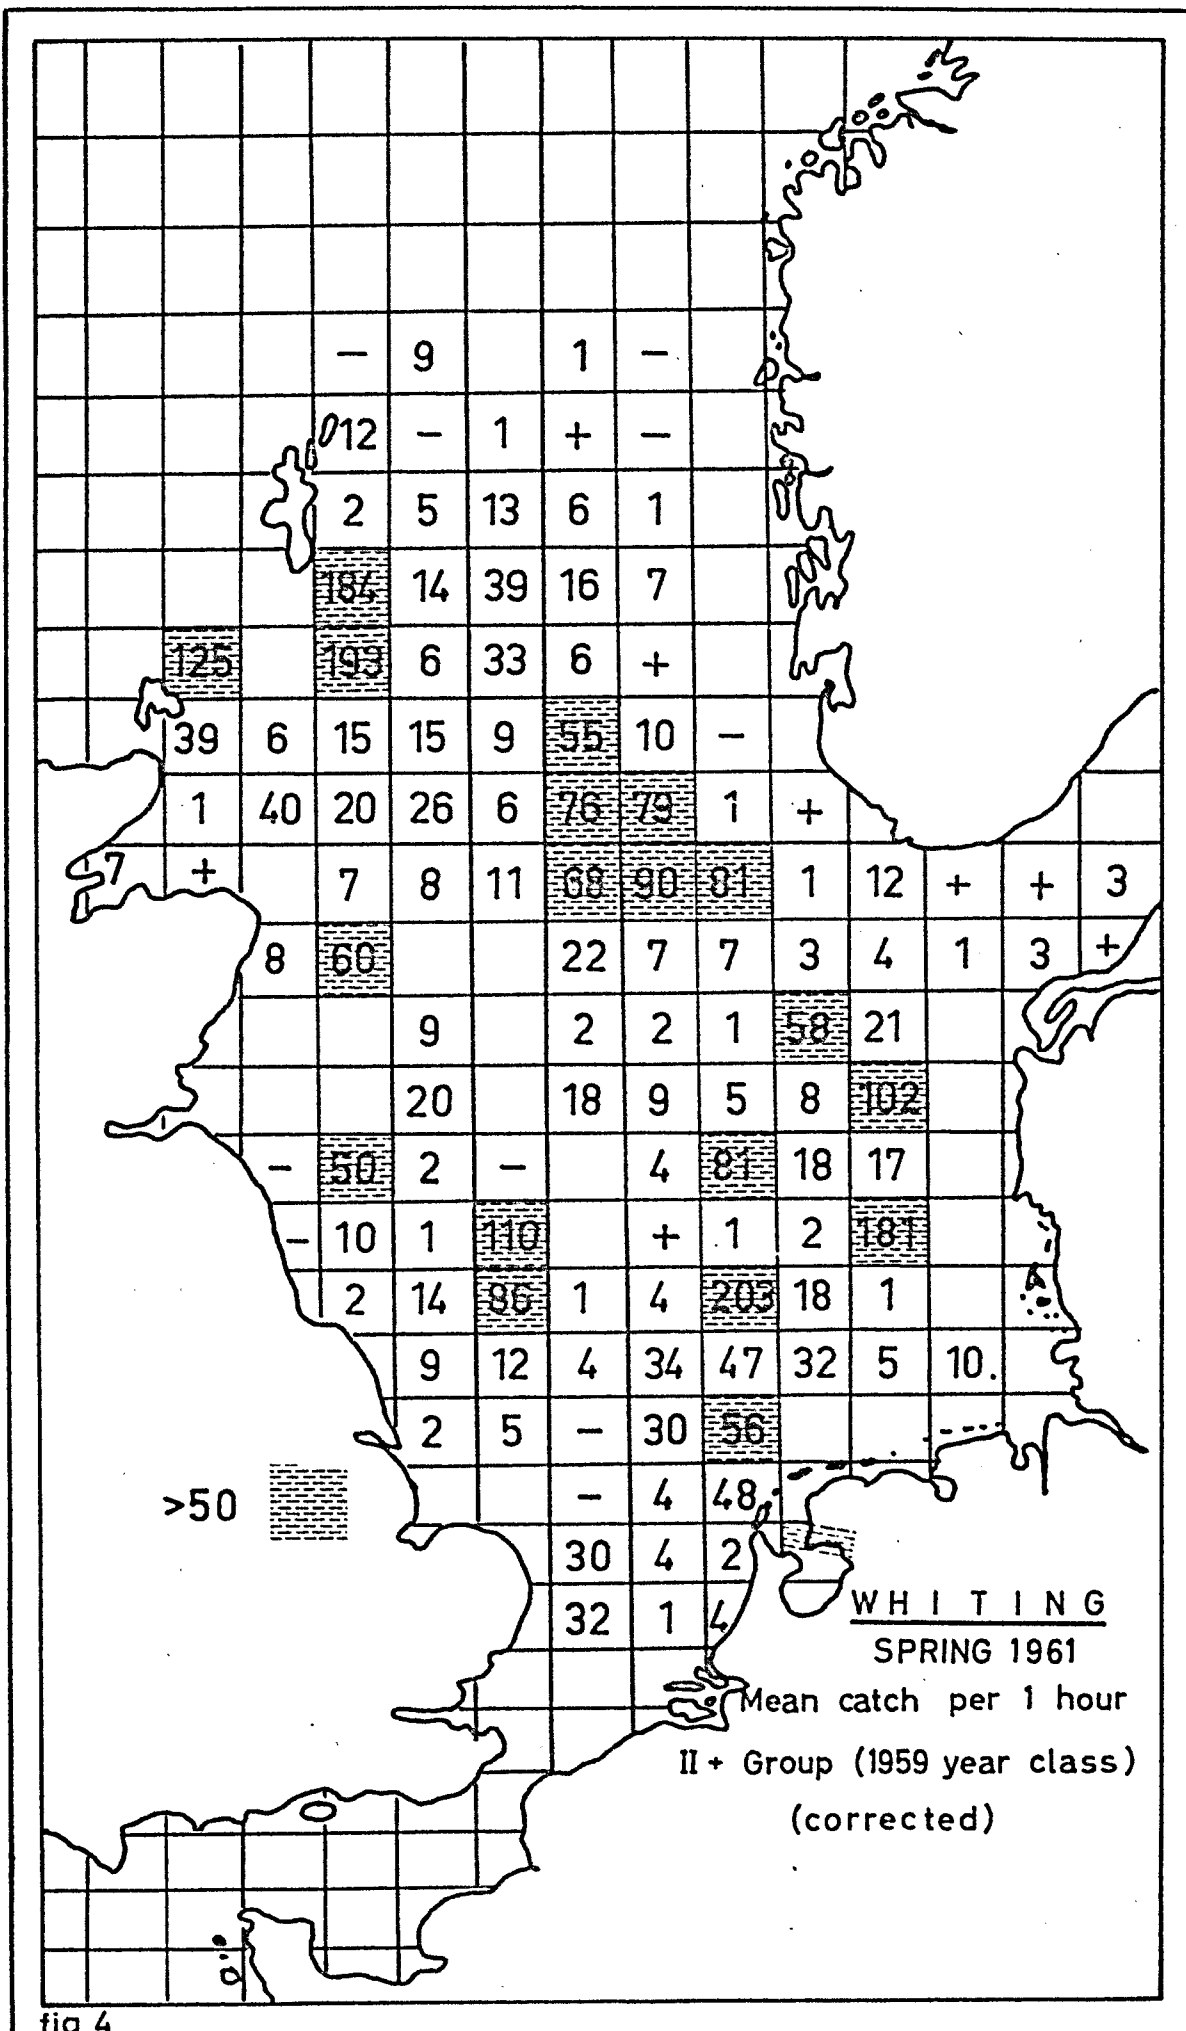 − 9 1 −
12 − 1 + −
2 5 13 6 1
184 14 39 16 7
125 193 6 33 6 +
39 6 15 15 9 55 10 −
1 40 20 26 6 76 79 1 +
7 + 7 8 11 68 90 81 1 12 + + 3
8 60 22 7 7 3 4 1 3 +
9 2 2 1 58 21
20 18 9 5 8 102
− 50 2 − 4 81 18 17
− 10 1 110 + 1 2 181
2 14 86 1 4 203 18 1
9 12 4 34 47 32 5 10.
2 5 − 30 56
>50 − 4 48
30 4 2
32 1 4
WHITING
SPRING 1961
Mean catch per 1 hour
II + Group (1959 year class)
(corrected)
fig 4